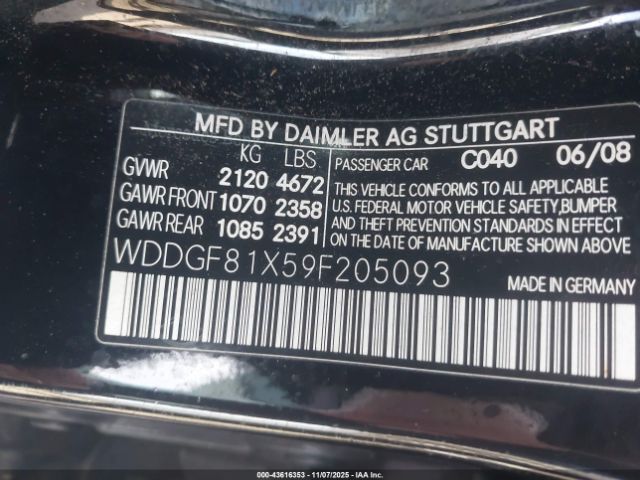 MFD BY DAIMLER AG STUTTGART
KG LBS
GVWR 2120 4672
GAWR FRONT 1070 2358
GAWR REAR 1085 2391
PASSENGER CAR C040 06/08
THIS VEHICLE CONFORMS TO ALL APPLICABLE
U.S. FEDERAL MOTOR VEHICLE SAFETY,BUMPER
AND THEFT PREVENTION STANDARDS IN EFFECT
ON THE DATE OF MANUFACTURE SHOWN ABOVE
WDDGF81X59F205093
MADE IN GERMANY
000-43616353 - 11/07/2025 - IAAI, Inc.